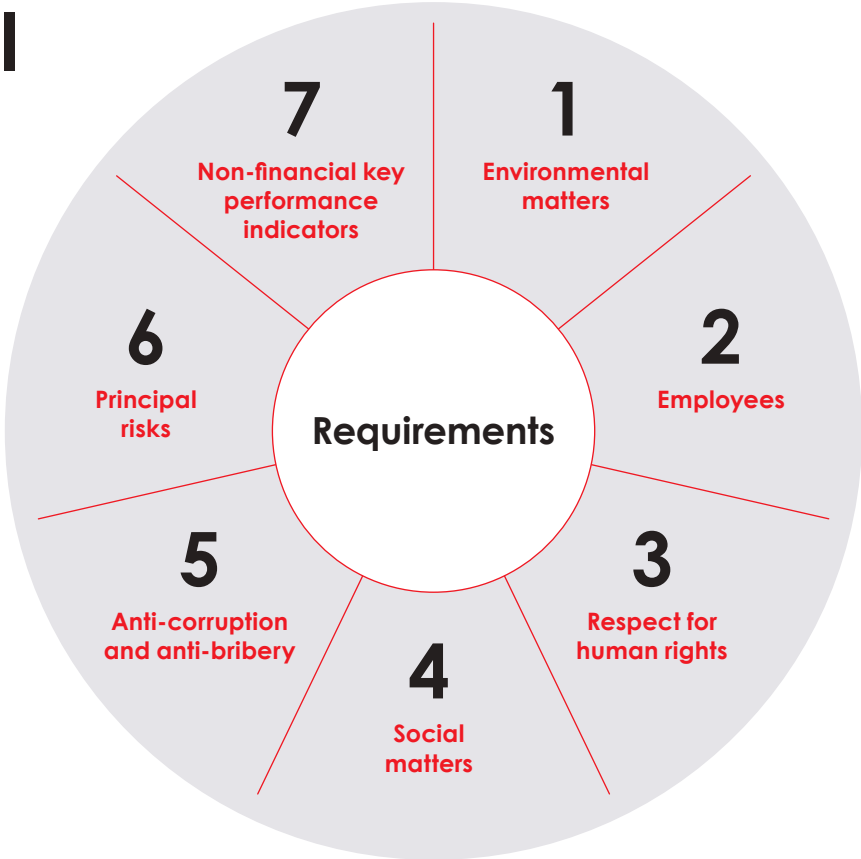 7
Non-financial key
performance
indicators
1
Environmental
matters
6
Principal
risks
2
Employees
Requirements
5
Anti-corruption
and anti-bribery
3
Respect for
human rights
4
Social
matters